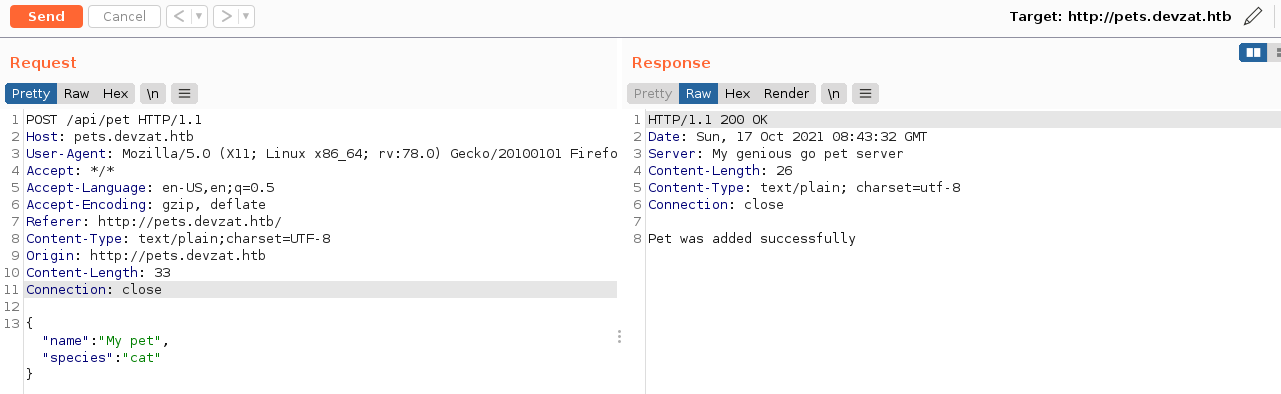 Send Cancel < > Target: http://pets.devzat.htb
Request
Pretty Raw Hex \n
1 POST /api/pet HTTP/1.1
2 Host: pets.devzat.htb
3 User-Agent: Mozilla/5.0 (X11; Linux x86_64; rv:78.0) Gecko/20100101 Firefo
4 Accept: */*
5 Accept-Language: en-US,en;q=0.5
6 Accept-Encoding: gzip, deflate
7 Referer: http://pets.devzat.htb/
8 Content-Type: text/plain;charset=UTF-8
9 Origin: http://pets.devzat.htb
10 Content-Length: 33
11 Connection: close
12
13 {
"name":"My pet",
"species":"cat"
}
Response
Pretty Raw Hex Render \n
1 HTTP/1.1 200 OK
2 Date: Sun, 17 Oct 2021 08:43:32 GMT
3 Server: My genious go pet server
4 Content-Length: 26
5 Content-Type: text/plain; charset=utf-8
6 Connection: close
7
8 Pet was added successfully